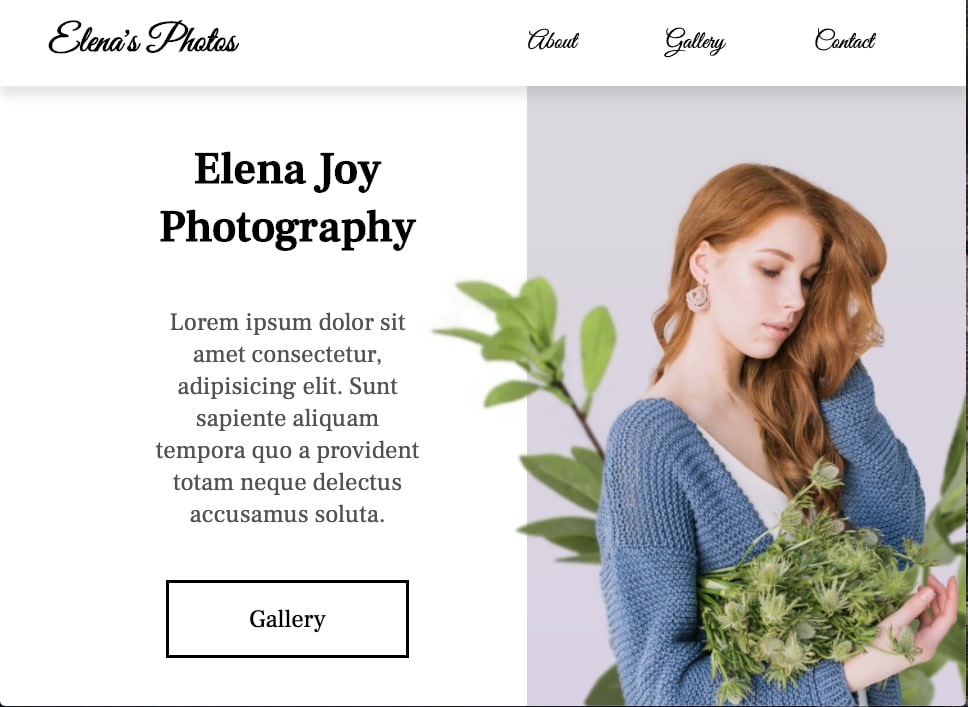 Elena's Photos
About
Gallery
Contact
Elena Joy
Photography
Lorem ipsum dolor sit
amet consectetur,
adipisicing elit. Sunt
sapiente aliquam
tempora quo a provident
totam neque delectus
accusamus soluta.
Gallery